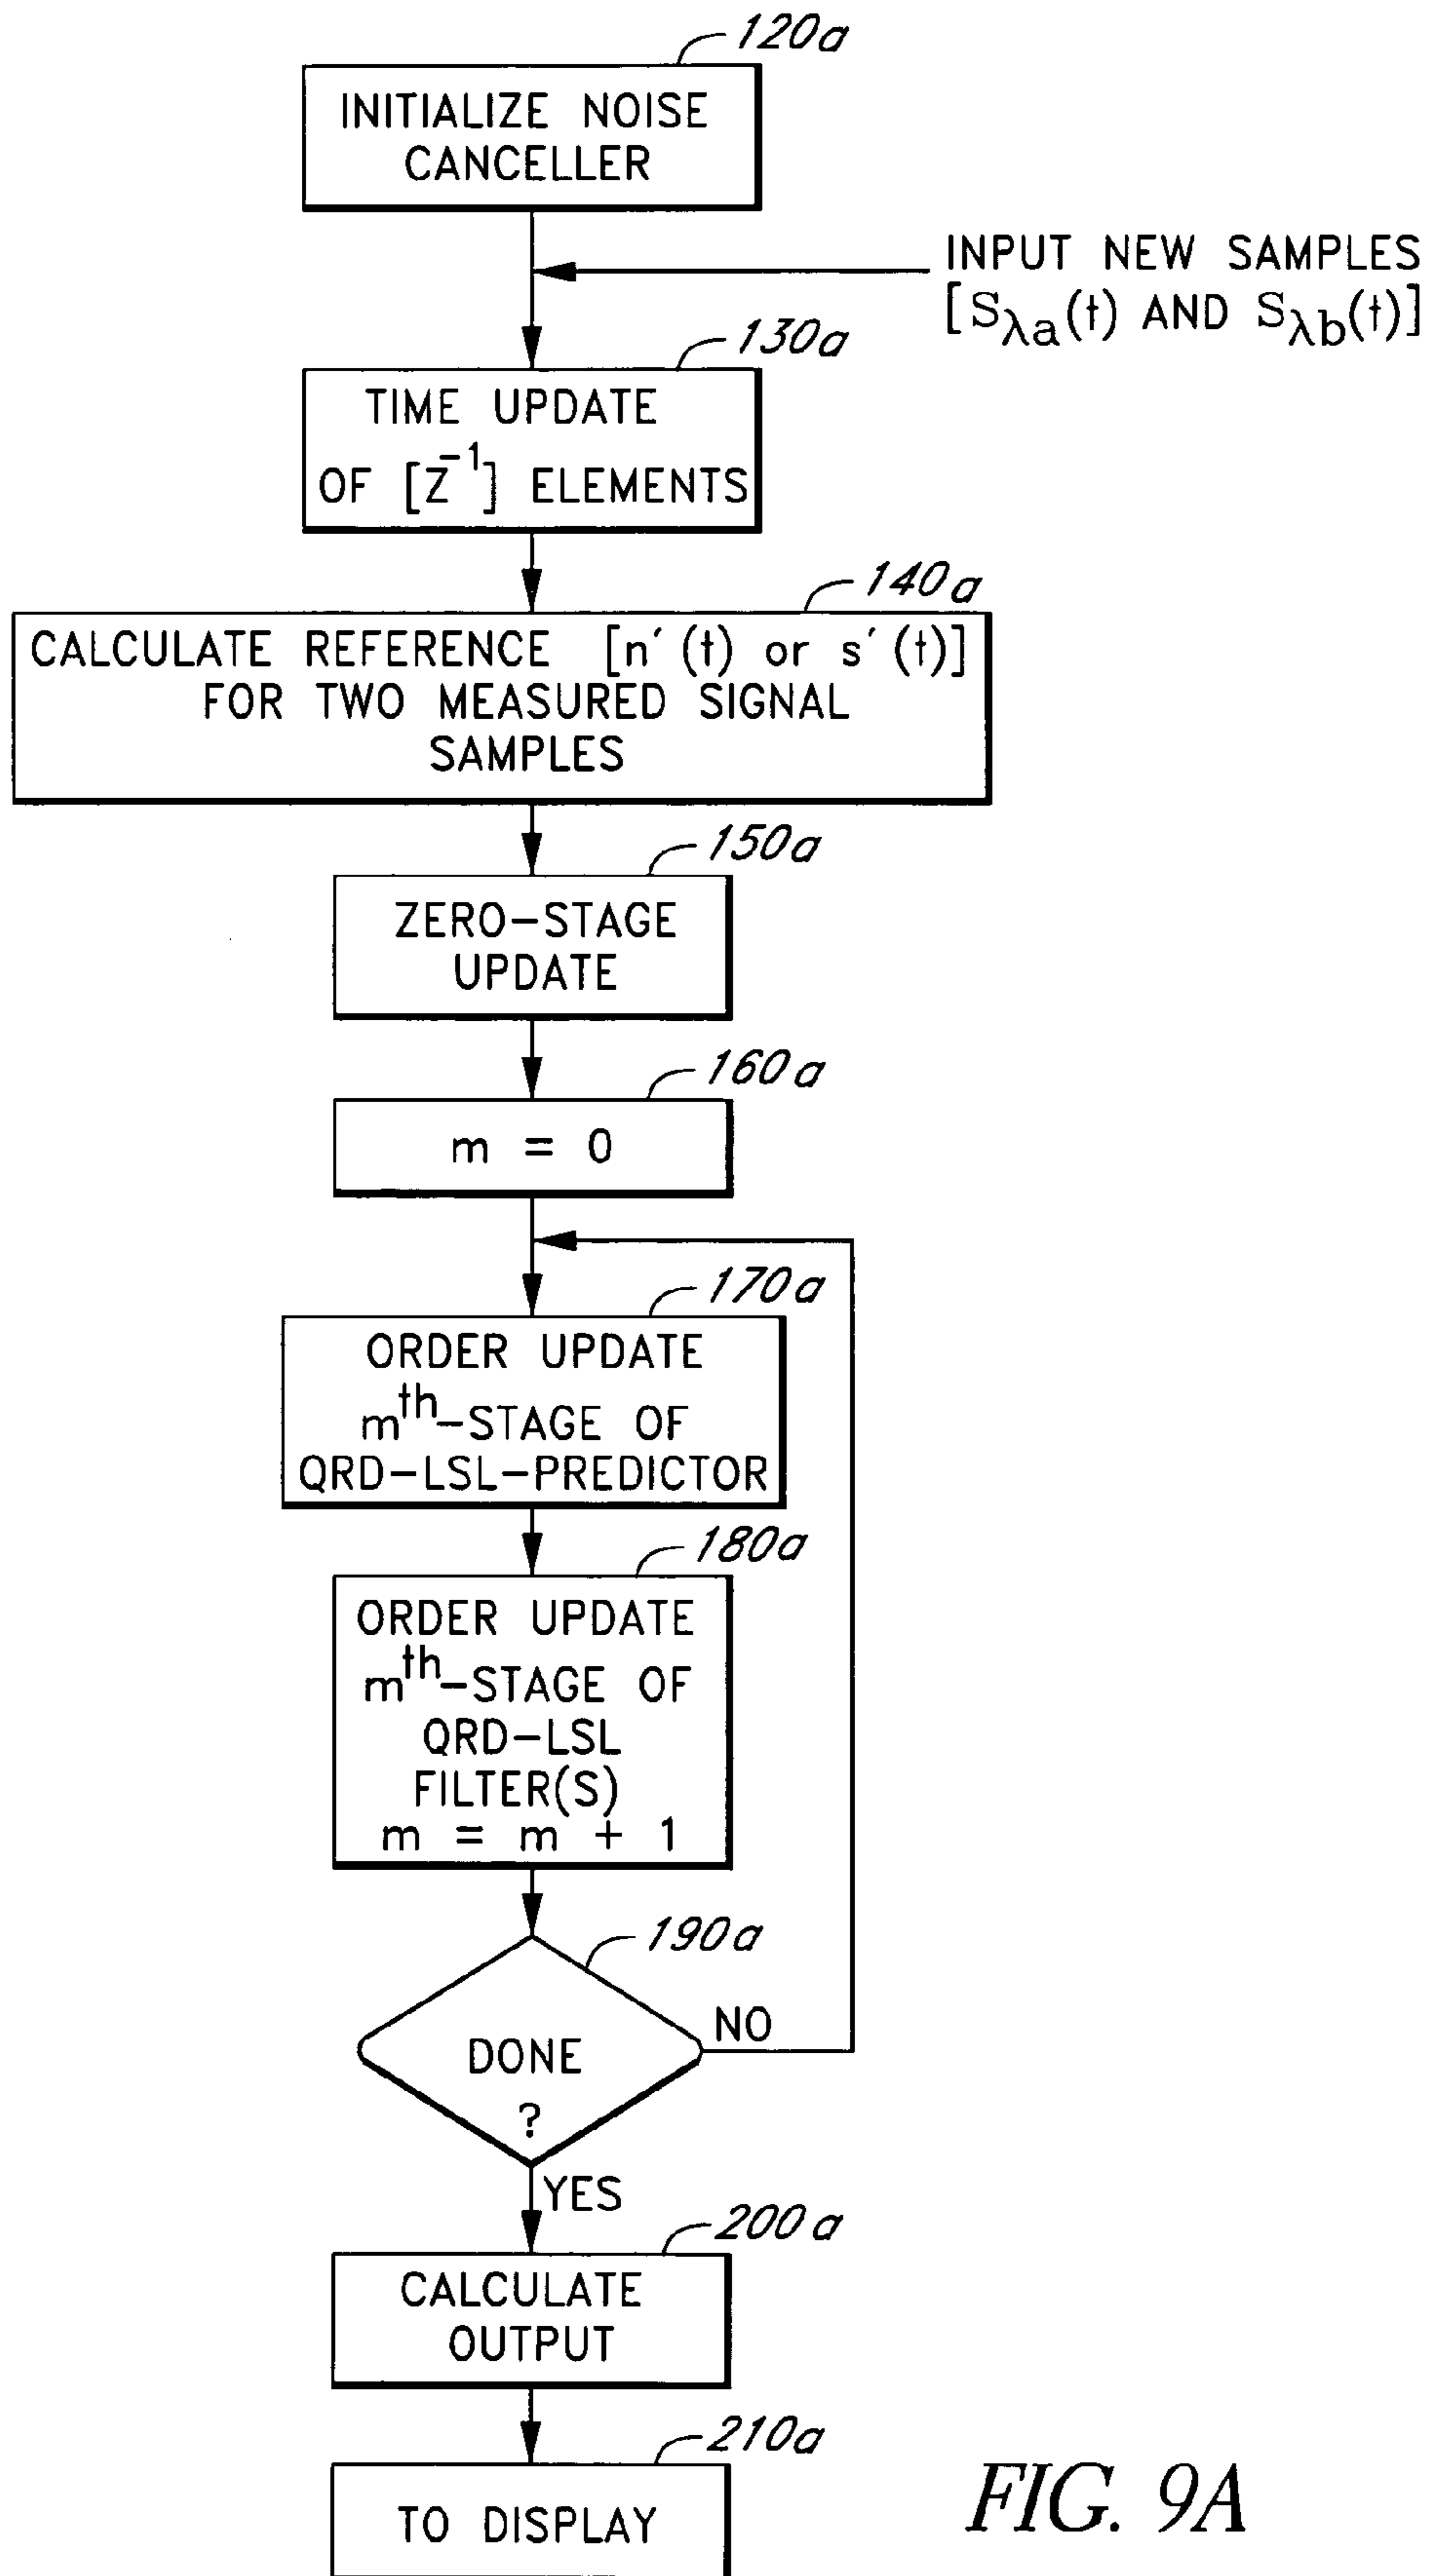 120a
INITIALIZE NOISE
CANCELLER
INPUT NEW SAMPLES
[Sλa(t) AND Sλb(t)]
130a
TIME UPDATE
OF [Z⁻¹] ELEMENTS
140a
CALCULATE REFERENCE [n′(t) or s′(t)]
FOR TWO MEASURED SIGNAL
SAMPLES
150a
ZERO-STAGE
UPDATE
160a
m = 0
170a
ORDER UPDATE
mth-STAGE OF
QRD-LSL-PREDICTOR
180a
ORDER UPDATE
mth-STAGE OF
QRD-LSL
FILTER(S)
m = m + 1
190a
NO
DONE
?
YES
200a
CALCULATE
OUTPUT
210a
TO DISPLAY
FIG. 9A